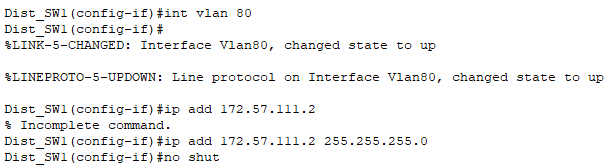 Dist_SW1(config-if)#int vlan 80
Dist_SW1(config-if)#
%LINK-5-CHANGED: Interface Vlan80, changed state to up
%LINEPROTO-5-UPDOWN: Line protocol on Interface Vlan80, changed state to up
Dist_SW1(config-if)#ip add 172.57.111.2
% Incomplete command.
Dist_SW1(config-if)#ip add 172.57.111.2 255.255.255.0
Dist_SW1(config-if)#no shut